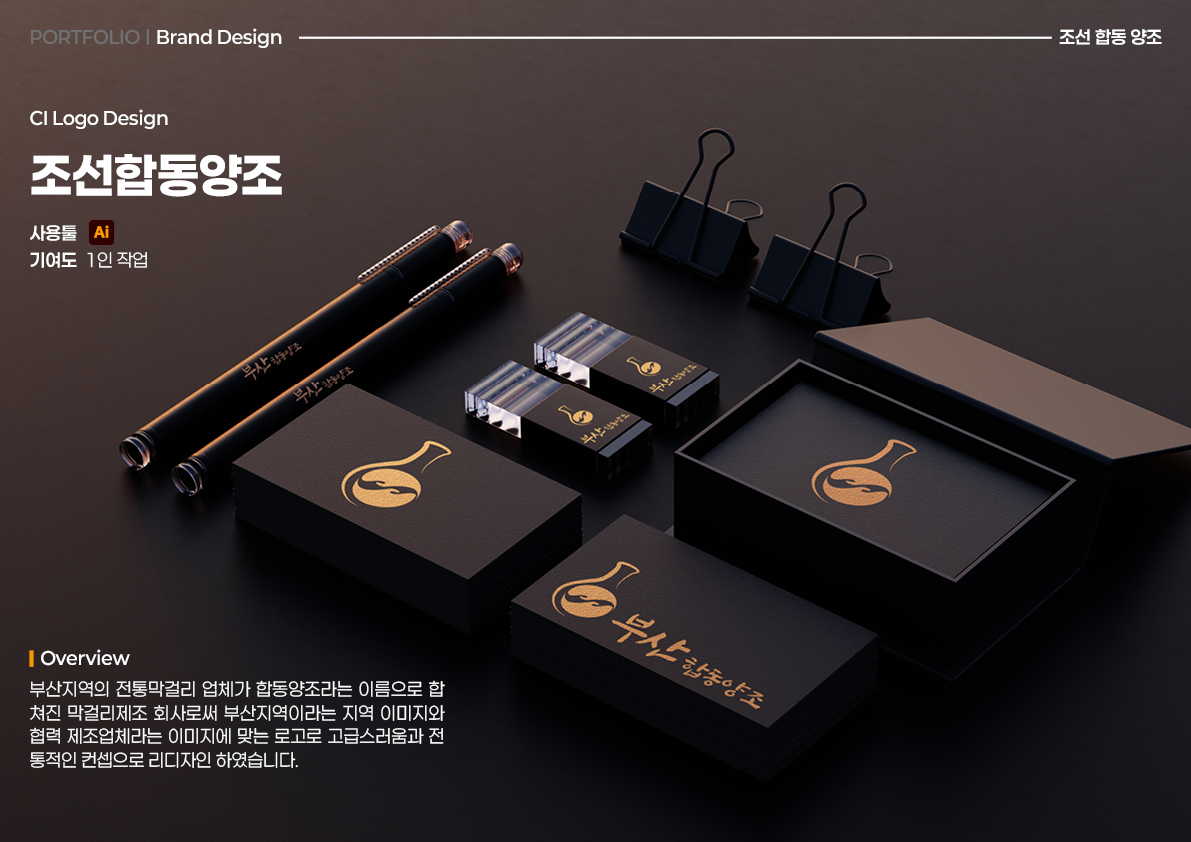 PORTFOLIO | Brand Design
조선 합동 양조
CI Logo Design
조선합동양조
사용툴 Ai
기여도 1인 작업
부산 합동양조
부산 합동양조
부산 합동양조
부산 합동양조
부산 합동양조
Overview
부산지역의 전통막걸리 업체가 합동양조라는 이름으로 합
쳐진 막걸리제조 회사로써 부산지역이라는 지역 이미지와
협력 제조업체라는 이미지에 맞는 로고로 고급스러움과 전
통적인 컨셉으로 리디자인 하였습니다.